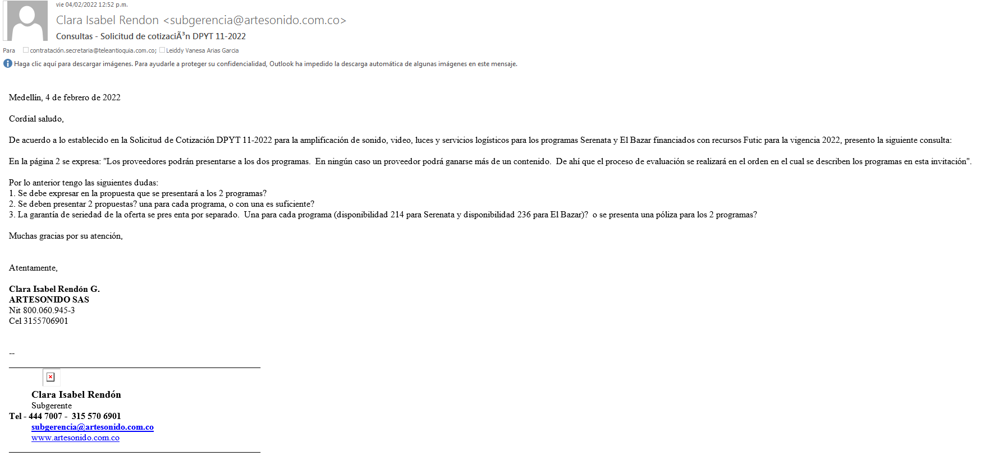 vie 04/02/2022 12:52 p.m.
Clara Isabel Rendon <subgerencia@artesonido.com.co>
Consultas - Solicitud de cotizaciÃ³n DPYT 11-2022
Para contratación.secretaria@teleantioquia.com.co; Leiddy Vanesa Arias Garcia
Haga clic aquí para descargar imágenes. Para ayudarle a proteger su confidencialidad, Outlook ha impedido la descarga automática de algunas imágenes en este mensaje.
Medellín, 4 de febrero de 2022
Cordial saludo,
De acuerdo a lo establecido en la Solicitud de Cotización DPYT 11-2022 para la amplificación de sonido, video, luces y servicios logísticos para los programas Serenata y El Bazar financiados con recursos Futic para la vigencia 2022, presento la siguiente consulta:
En la página 2 se expresa: "Los proveedores podrán presentarse a los dos programas.  En ningún caso un proveedor podrá ganarse más de un contenido.  De ahí que el proceso de evaluación se realizará en el orden en el cual se describen los programas en esta invitación".
Por lo anterior tengo las siguientes dudas:
1. Se debe expresar en la propuesta que se presentará a los 2 programas?
2. Se deben presentar 2 propuestas? una para cada programa, o con una es suficiente?
3. La garantía de seriedad de la oferta se pres enta por separado.  Una para cada programa (disponibilidad 214 para Serenata y disponibilidad 236 para El Bazar)?  o se presenta una póliza para los 2 programas?
Muchas gracias por su atención,
Atentamente,
Clara Isabel Rendón G.
ARTESONIDO SAS
Nit 800.060.945-3
Cel 3155706901
--
Clara Isabel Rendón
Subgerente
Tel - 444 7007 -  315 570 6901
subgerencia@artesonido.com.co
www.artesonido.com.co